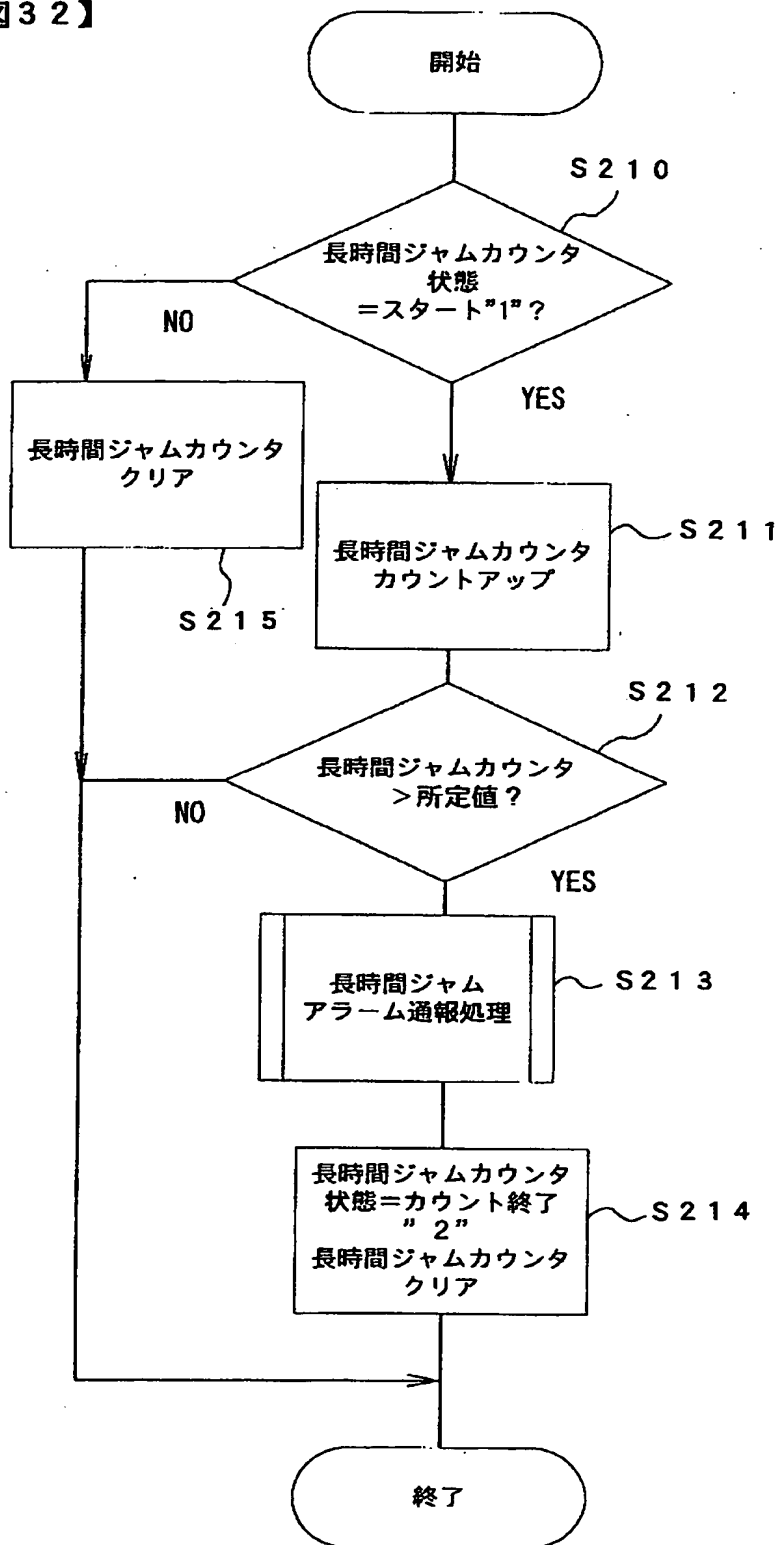 図32】
開始
S210
長時間ジャムカウンタ
状態
=スタート"1"?
NO
YES
長時間ジャムカウンタ
クリア
S215
長時間ジャムカウンタ
カウントアップ
S211
S212
長時間ジャムカウンタ
>所定値?
NO
YES
長時間ジャム
アラーム通報処理
S213
長時間ジャムカウンタ
状態=カウント終了
"2"
長時間ジャムカウンタ
クリア
S214
終了